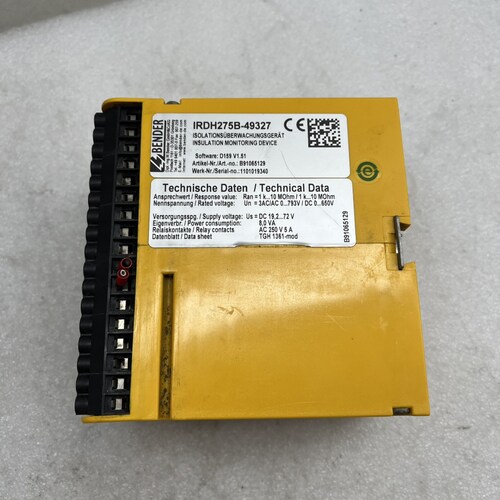 BENDER
IRDH275B-49327
ISOLATIONSÜBERWACHUNGSGERÄT
INSULATION MONITORING DEVICE
CE
Software: D159 V1.51
Artikel-Nr./Art.-no.: B91065129
Werk-Nr./Serial-no.: 1101019340
Technische Daten / Technical Data
Ansprechwert / Response value: Ran = 1 k...10 MOhm / 1 k...10 MOhm
Nennspannung / Rated voltage: Un = 3AC/AC 0...793V / DC 0...650V
Versorgungsspg. / Supply voltage: Us = DC 19,2...72 V
Eigenverbr. / Power consumption: 8,0 VA
Relaiskontakte / Relay contacts AC 250 V 5 A
Datenblatt / Data sheet TGH 1361-mod
B91065129